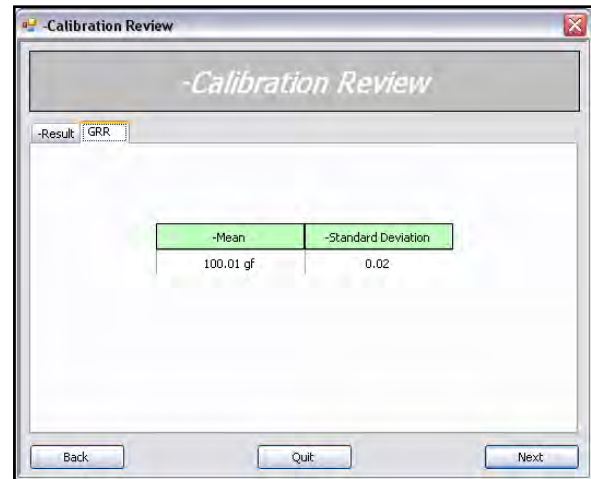 -Calibration Review
-Calibration Review
-Result GRR
-Mean -Standard Deviation
100.01 gf 0.02
Back Quit Next